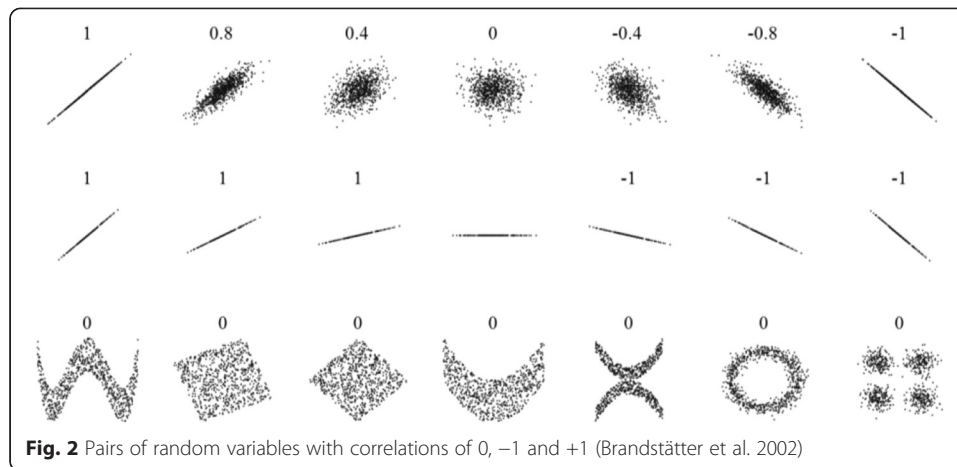 1 0.8 0.4 0 -0.4 -0.8 -1
1 1 1 -1 -1 -1
0 0 0 0 0 0 0
Fig. 2 Pairs of random variables with correlations of 0, −1 and +1 (Brandstätter et al. 2002)